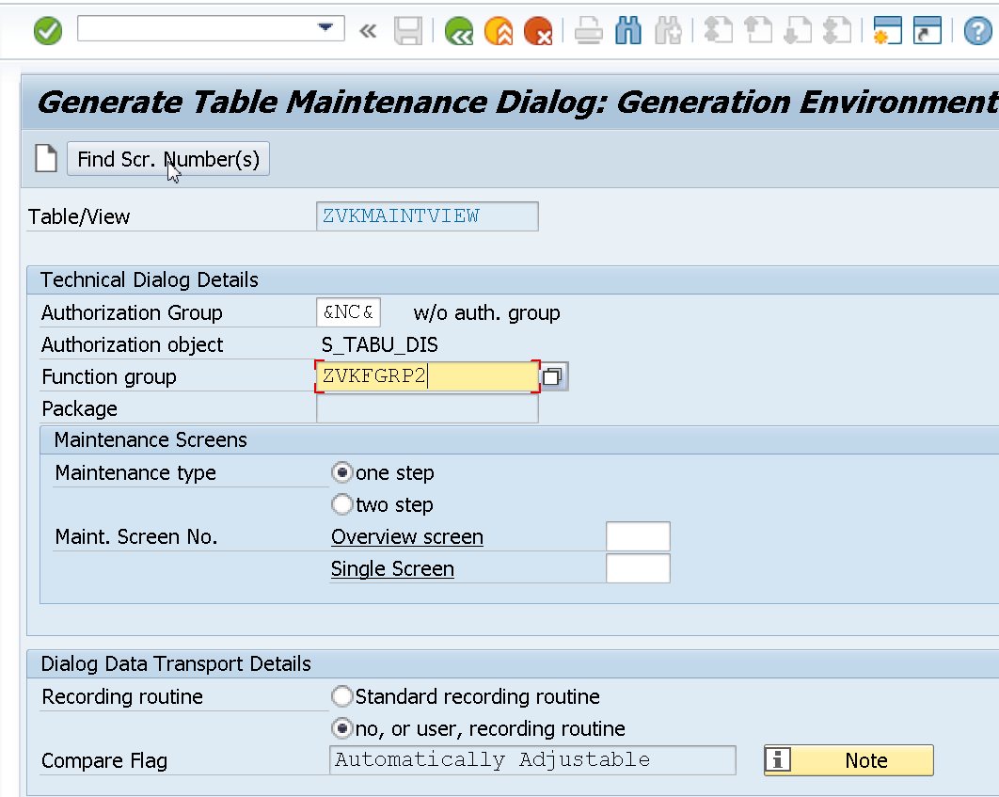 Generate Table Maintenance Dialog: Generation Environment
Find Scr. Number(s)
Table/View ZVKMAINTVIEW
Technical Dialog Details
Authorization Group &NC& w/o auth. group
Authorization object S_TABU_DIS
Function group ZVKFGRP2
Package
Maintenance Screens
Maintenance type one step
two step
Maint. Screen No. Overview screen
Single Screen
Dialog Data Transport Details
Recording routine Standard recording routine
no, or user, recording routine
Compare Flag Automatically Adjustable Note